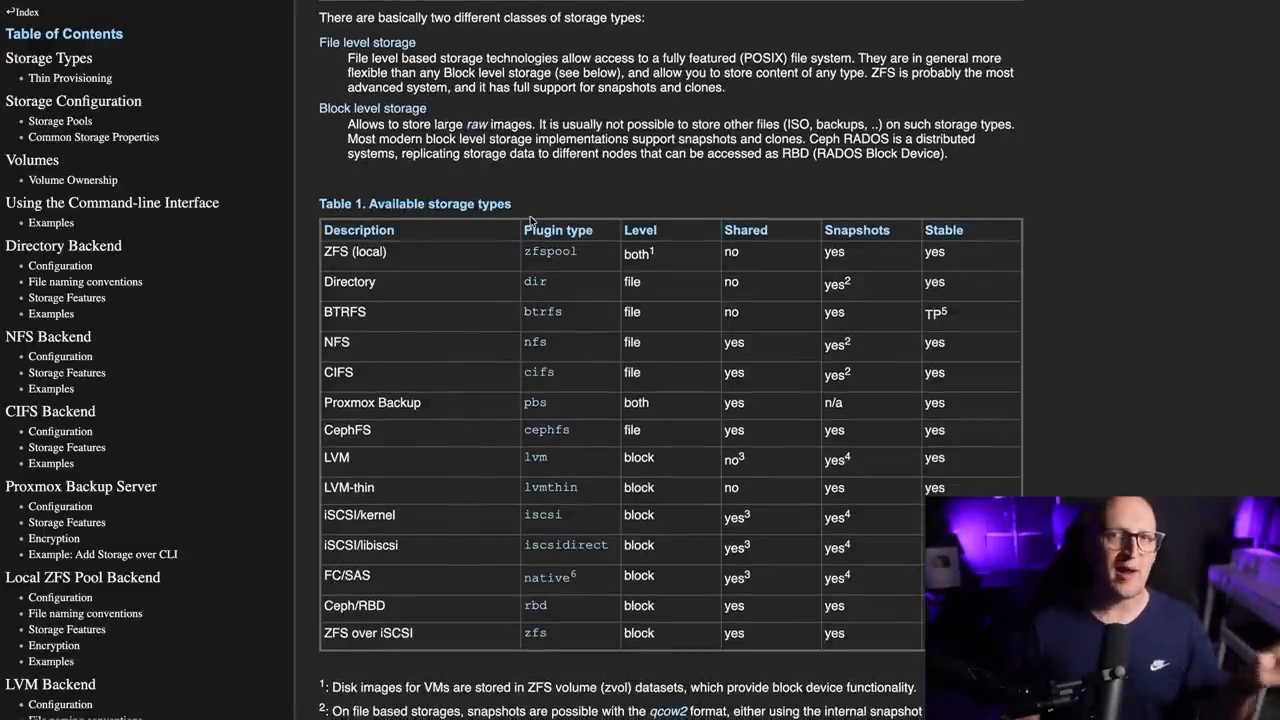 ↩Index
Table of Contents
Storage Types
Thin Provisioning
Storage Configuration
Storage Pools
Common Storage Properties
Volumes
Volume Ownership
Using the Command-line Interface
Examples
Directory Backend
Configuration
File naming conventions
Storage Features
Examples
NFS Backend
Configuration
Storage Features
Examples
CIFS Backend
Configuration
Storage Features
Examples
Proxmox Backup Server
Configuration
Storage Features
Encryption
Example: Add Storage over CLI
Local ZFS Pool Backend
Configuration
File naming conventions
Storage Features
Encryption
Examples
LVM Backend
Configuration
File naming conventions
There are basically two different classes of storage types:
File level storage
File level based storage technologies allow access to a fully featured (POSIX) file system. They are in general more
flexible than any Block level storage (see below), and allow you to store content of any type. ZFS is probably the most
advanced system, and it has full support for snapshots and clones.
Block level storage
Allows to store large raw images. It is usually not possible to store other files (ISO, backups, ..) on such storage types.
Most modern block level storage implementations support snapshots and clones. Ceph RADOS is a distributed
systems, replicating storage data to different nodes that can be accessed as RBD (RADOS Block Device).
Table 1. Available storage types
Description Plugin type Level Shared Snapshots Stable
ZFS (local) zfspool both1 no yes yes
Directory dir file no yes2 yes
BTRFS btrfs file no yes TP5
NFS nfs file yes yes2 yes
CIFS cifs file yes yes2 yes
Proxmox Backup pbs both yes n/a yes
CephFS cephfs file yes yes yes
LVM lvm block no3 yes4 yes
LVM-thin lvmthin block no yes yes
iSCSI/kernel iscsi block yes3 yes4
iSCSI/libiscsi iscsidirect block yes3 yes4
FC/SAS native6 block yes3 yes4
Ceph/RBD rbd block yes yes
ZFS over iSCSI zfs block yes yes
1: Disk images for VMs are stored in ZFS volume (zvol) datasets, which provide block device functionality.
2: On file based storages, snapshots are possible with the qcow2 format, either using the internal snapshot